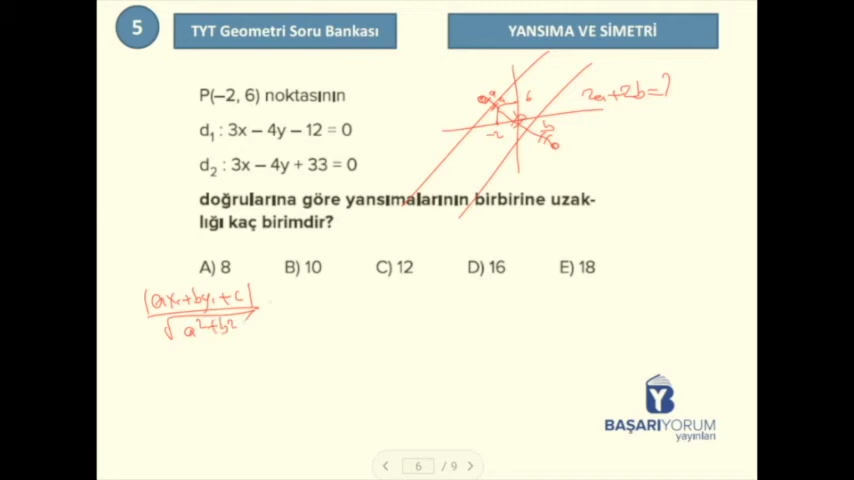 5
TYT Geometri Soru Bankası
YANSIMA VE SİMETRİ
P(–2, 6) noktasının
d₁ : 3x – 4y – 12 = 0
d₂ : 3x – 4y + 33 = 0
doğrularına göre yansımalarının birbirine uzak-
lığı kaç birimdir?
A) 8 B) 10 C) 12 D) 16 E) 18
a
6
-2
b
2a+2b=?
|ax₁+by₁+c|
√a²+b²
BAŞARIYORUM
yayınları
6 / 9